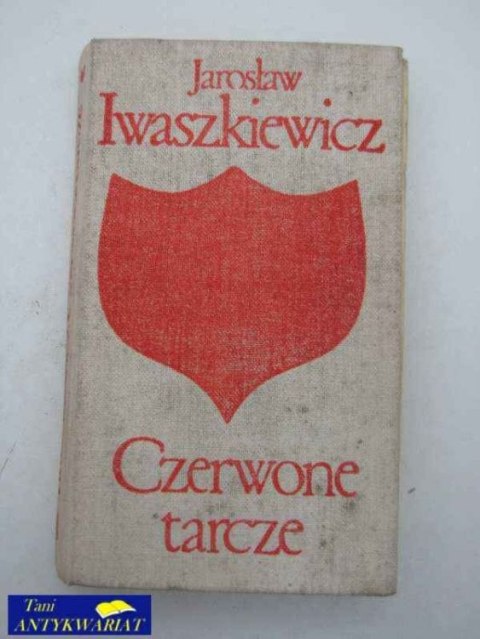 Jarosław
Iwaszkiewicz
Czerwone
tarcze
Tani
ANTYKWARIAT